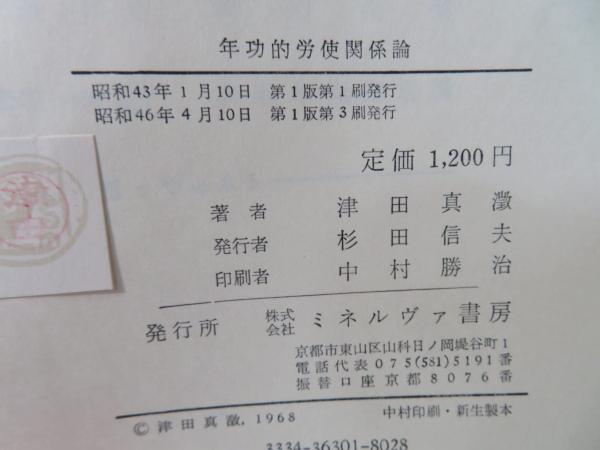 年功的労使関係論
昭和43年1月10日 第1版第1刷発行
昭和46年4月10日 第1版第3刷発行
定価 1,200円
著者 津田真澂
発行者 杉田信夫
印刷者 中村勝治
発行所 株式会社 ミネルヴァ書房
京都市東山区山科日ノ岡堤谷町1
電話代表075(581)5191番
振替口座京都8076番
© 津田真澂, 1968 中村印刷・新生製本
3334-36301-8028